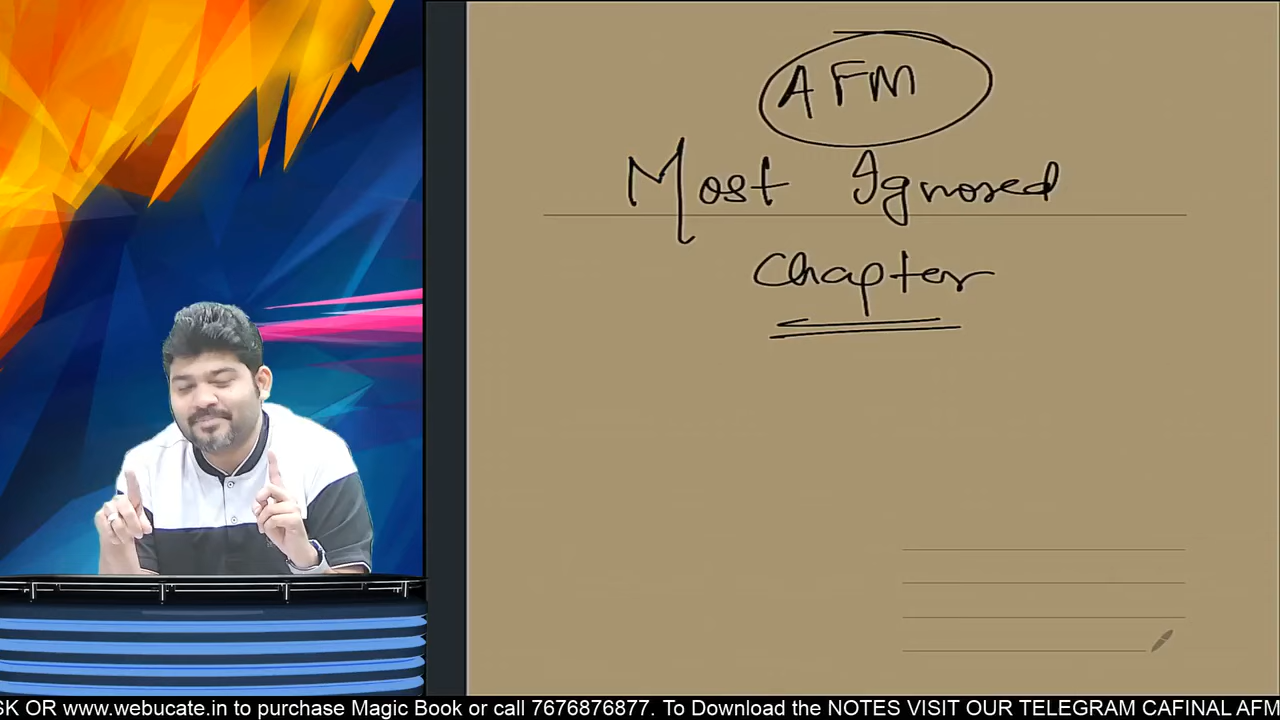 AFM
Most Ignored
Chapter
SK OR www.webucate.in to purchase Magic Book or call 7676876877. To Download the NOTES VISIT OUR TELEGRAM CAFINAL AFM